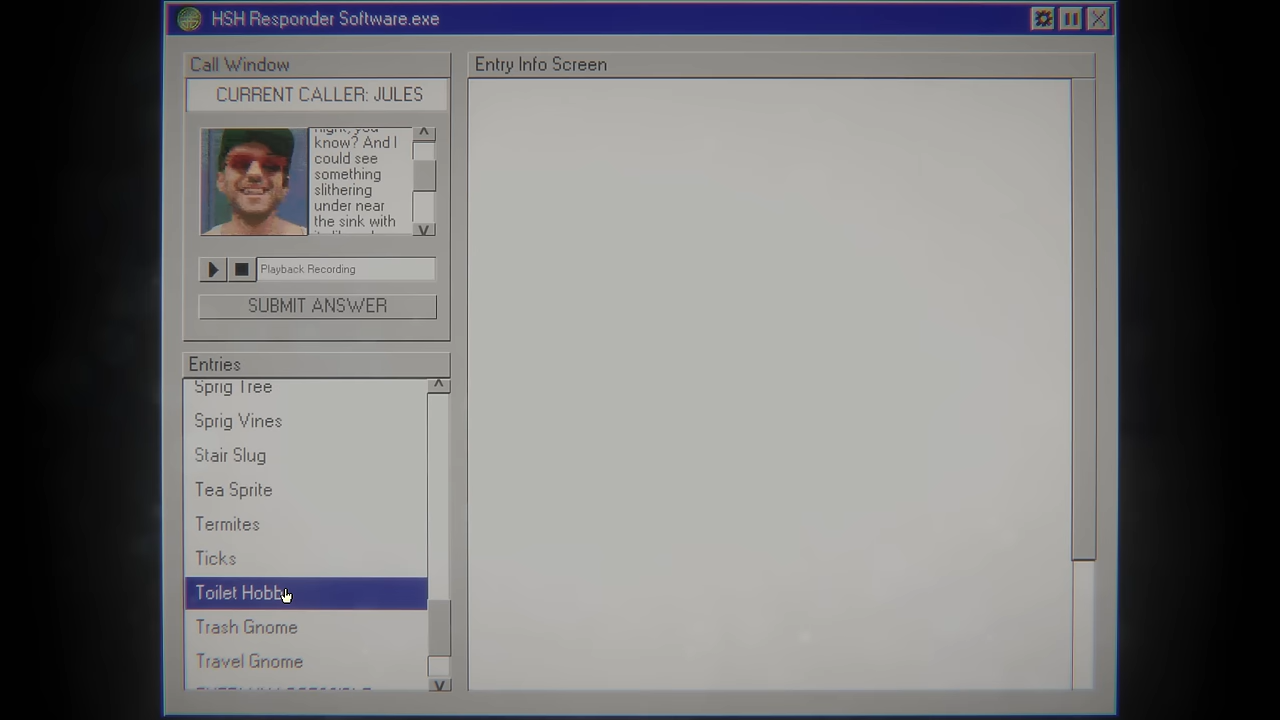 HSH Responder Software.exe
Call Window
CURRENT CALLER: JULES
know? And I
could see
something
slithering
under near
the sink with
Playback Recording
SUBMIT ANSWER
Entries
Sprig Tree
Sprig Vines
Stair Slug
Tea Sprite
Termites
Ticks
Toilet Hobb
Trash Gnome
Travel Gnome
Entry Info Screen